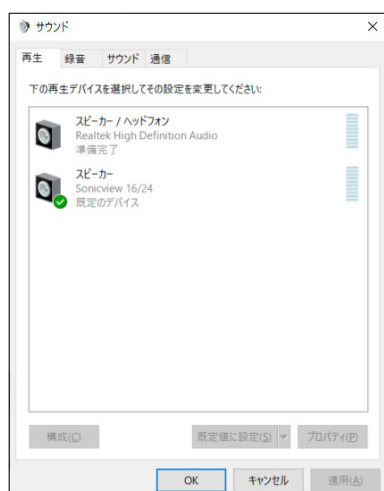 サウンド
再生 録音 サウンド 通信
下の再生デバイスを選択してその設定を変更してください:
スピーカー / ヘッドフォン
Realtek High Definition Audio
準備完了
スピーカー
Sonicview 16/24
既定のデバイス
構成(C) 既定値に設定(S) プロパティ(P)
OK キャンセル 適用(A)